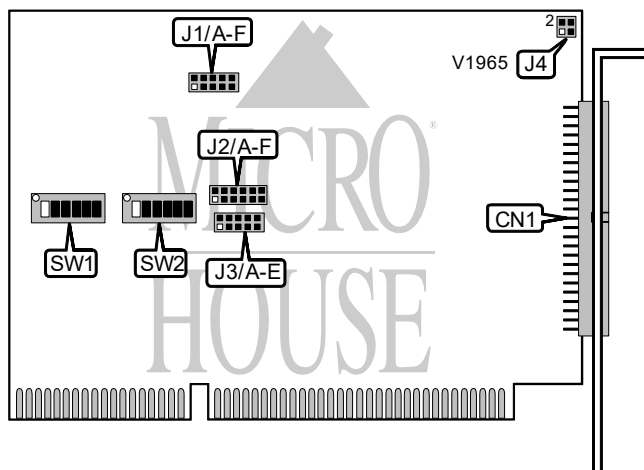 J1/A-F
2
V1965
J4
MICRO
®
J2/A-F
CN1
SW1
SW2
J3/A-E
HOUSE